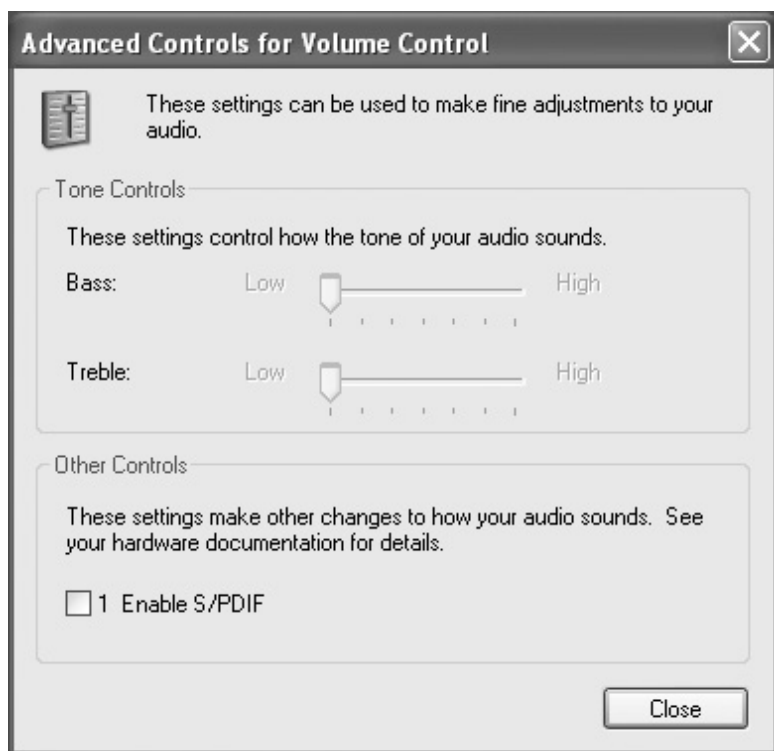 Advanced Controls for Volume Control
These settings can be used to make fine adjustments to your
audio.
Tone Controls
These settings control how the tone of your audio sounds.
Bass: Low High
Treble: Low High
Other Controls
These settings make other changes to how your audio sounds. See
your hardware documentation for details.
1 Enable S/PDIF
Close